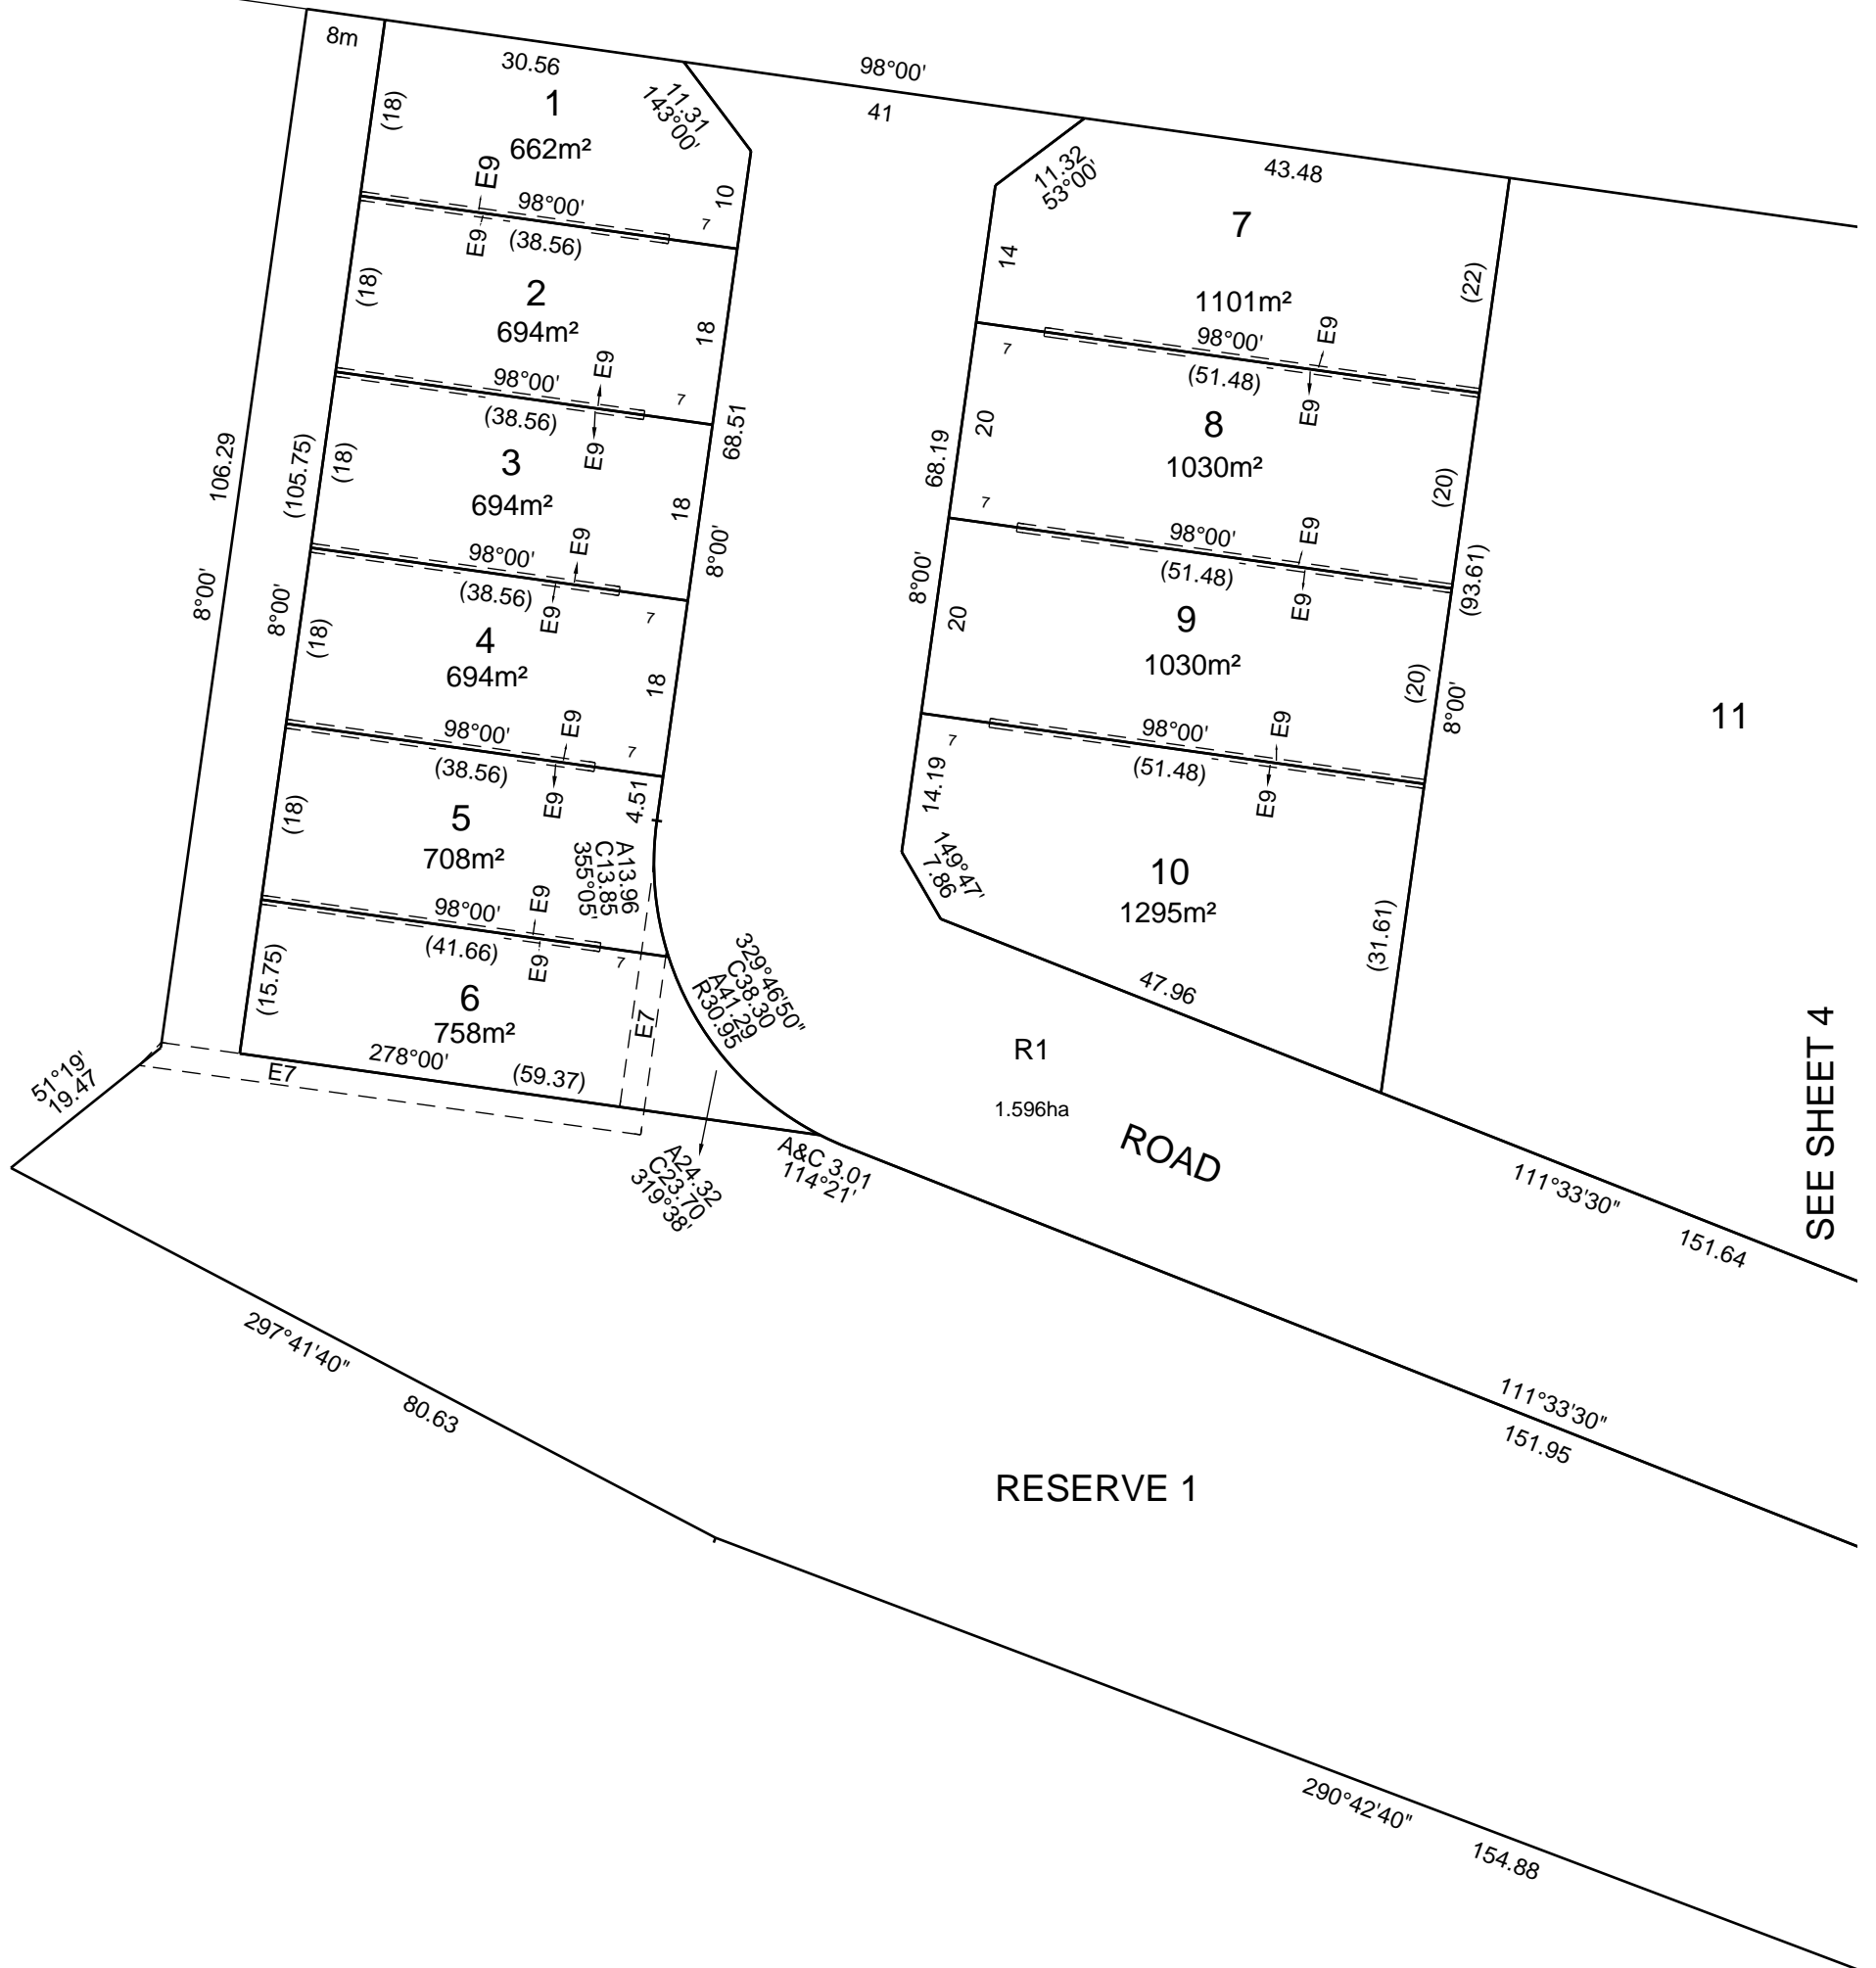 8m
30.56
98°00'
41
1
662m²
(18)
11.31
143°00'
10
E9
98°00'
7
E9
(38.56)
2
694m²
(18)
18
E9
98°00'
7
(38.56)
E9
3
694m²
(18)
18
68.51
8°00'
106.29
8°00'
(105.75)
8°00'
E9
98°00'
(38.56)
E9
7
4
694m²
(18)
18
E9
98°00'
7
(38.56)
E9
5
708m²
(18)
4.51
A13.96
C13.85
355°05'
E9
98°00'
(41.66)
E9
7
6
758m²
(15.75)
E7
278°00'
(59.37)
E7
51°19'
19.47
329°46'50"
C38.30
A41.29
R30.95
A24.32
C23.70
319°38'
A&C 3.01
114°21'
11.32
53°00'
43.48
7
1101m²
14
(22)
E9
98°00'
7
(51.48)
E9
8
1030m²
20
(20)
68.19
8°00'
7
E9
98°00'
(51.48)
E9
9
1030m²
20
(20)
(93.61)
8°00'
E9
98°00'
7
(51.48)
E9
14.19
149°47'
7.86
10
1295m²
(31.61)
47.96
11
R1
1.596ha
ROAD
111°33'30"
151.64
SEE SHEET 4
111°33'30"
151.95
297°41'40"
80.63
RESERVE 1
290°42'40"
154.88